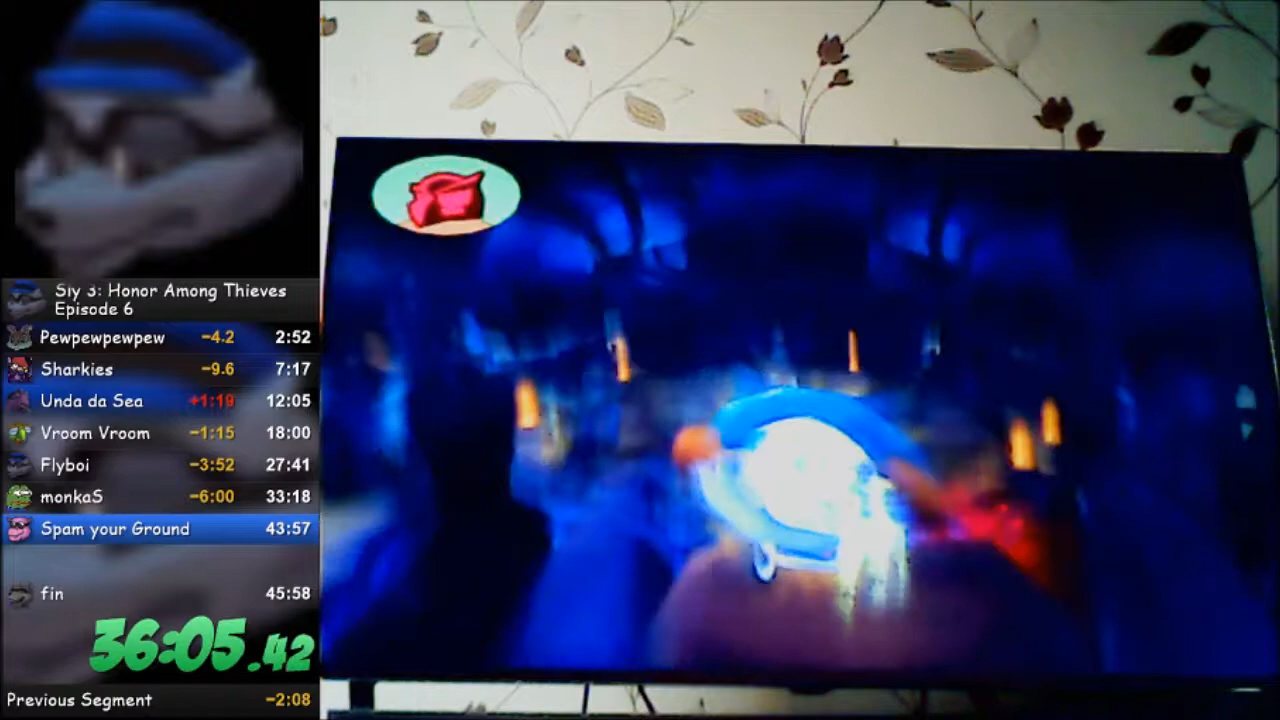 Sly 3: Honor Among Thieves
Episode 6
Pewpewpewpew −4.2 2:52
Sharkies −9.6 7:17
Unda da Sea +1:19 12:05
Vroom Vroom −1:15 18:00
Flyboi −3:52 27:41
monkaS −6:00 33:18
Spam your Ground 43:57
fin 45:58
36:05.42
Previous Segment −2:08